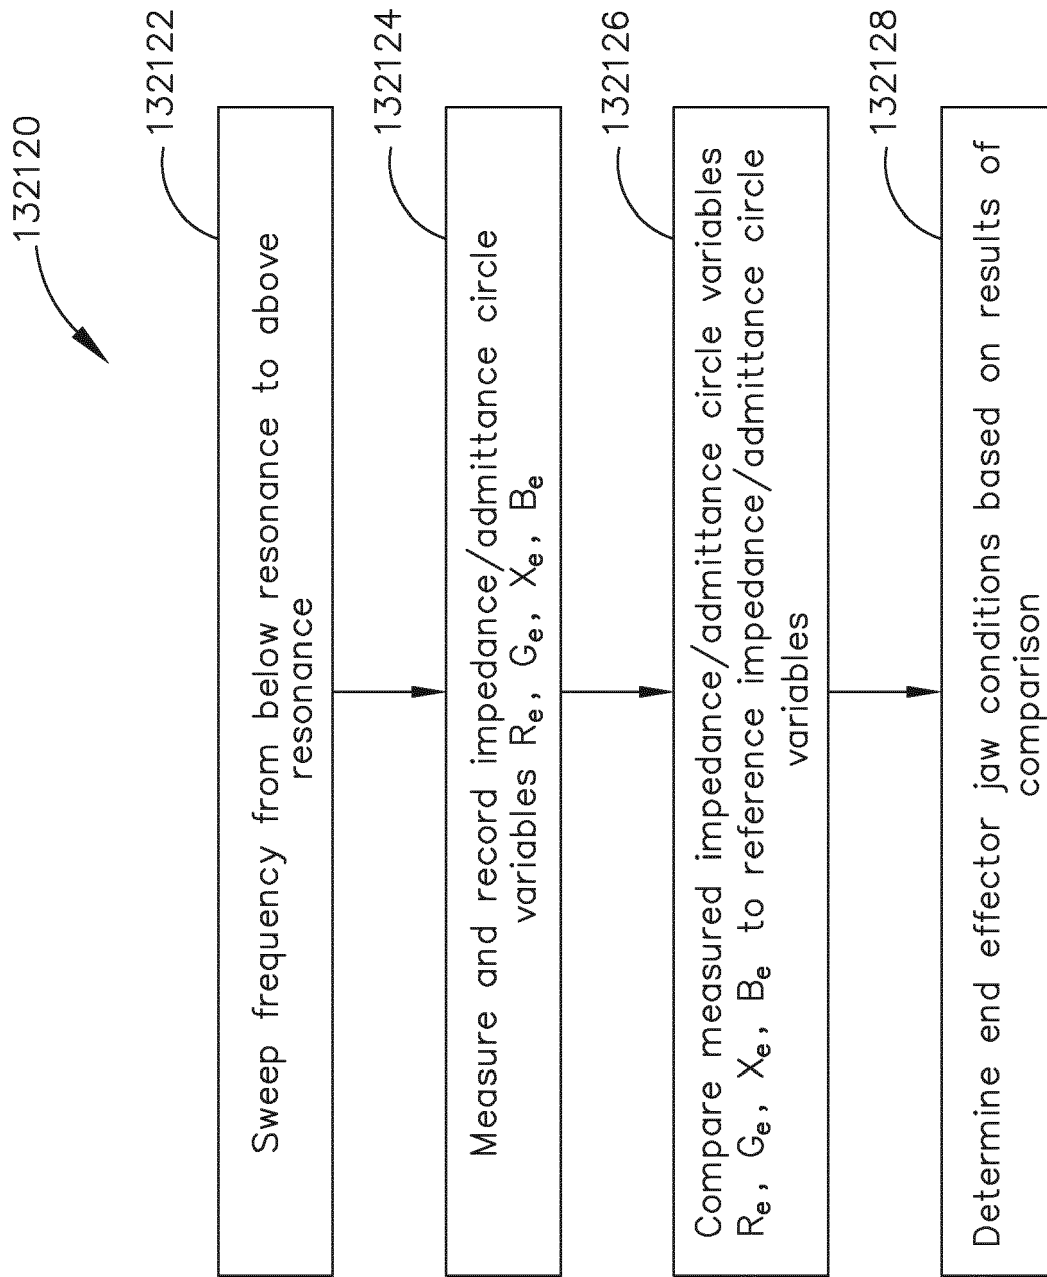 132120
132122
Sweep frequency from below resonance to above
resonance
132124
Measure and record impedance/admittance circle
variables Rₑ, Gₑ, Xₑ, Bₑ
132126
Compare measured impedance/admittance circle variables
Rₑ, Gₑ, Xₑ, Bₑ to reference impedance/admittance circle
variables
132128
Determine end effector jaw conditions based on results of
comparison